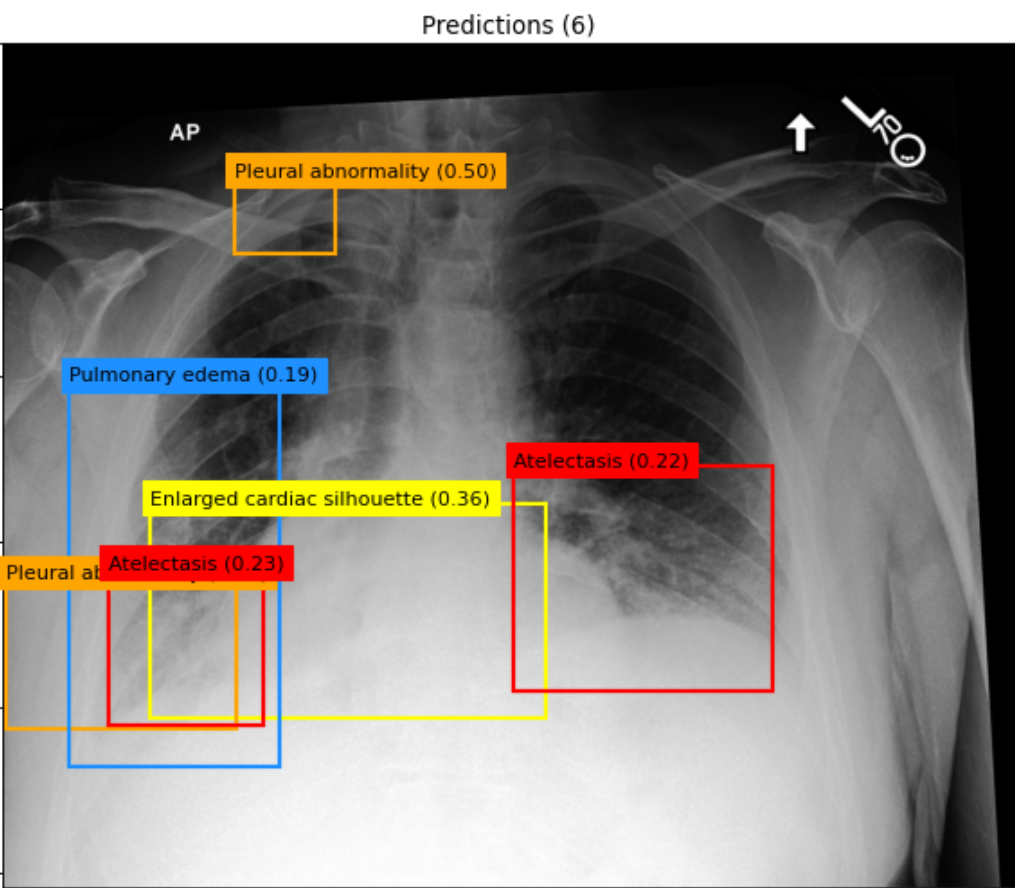 Predictions (6)
AP
Pleural abnormality (0.50)
Pulmonary edema (0.19)
Atelectasis (0.22)
Enlarged cardiac silhouette (0.36)
Atelectasis (0.23)
Pleural